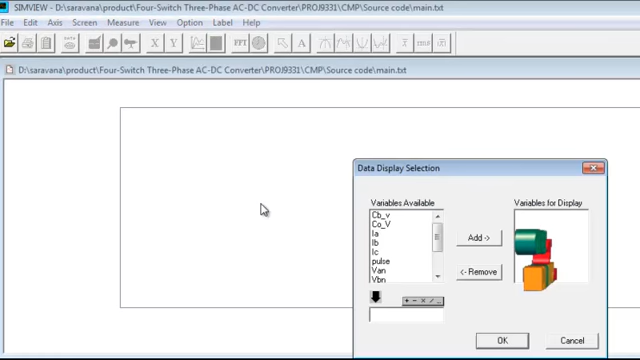 SIMVIEW - D:\saravana\product\Four-Switch Three-Phase AC-DC Converter\PROJ9331\CMP\Source code\main.txt
File Edit Axis Screen Measure View Option Label Help
X Y FFT A
D:\saravana\product\Four-Switch Three-Phase AC-DC Converter\PROJ9331\CMP\Source code\main.txt
Data Display Selection
Variables Available
Variables for Display
Cb_v
Co_V
Ia
Ib
Ic
pulse
Van
Vbn
Add ->
<- Remove
OK
Cancel